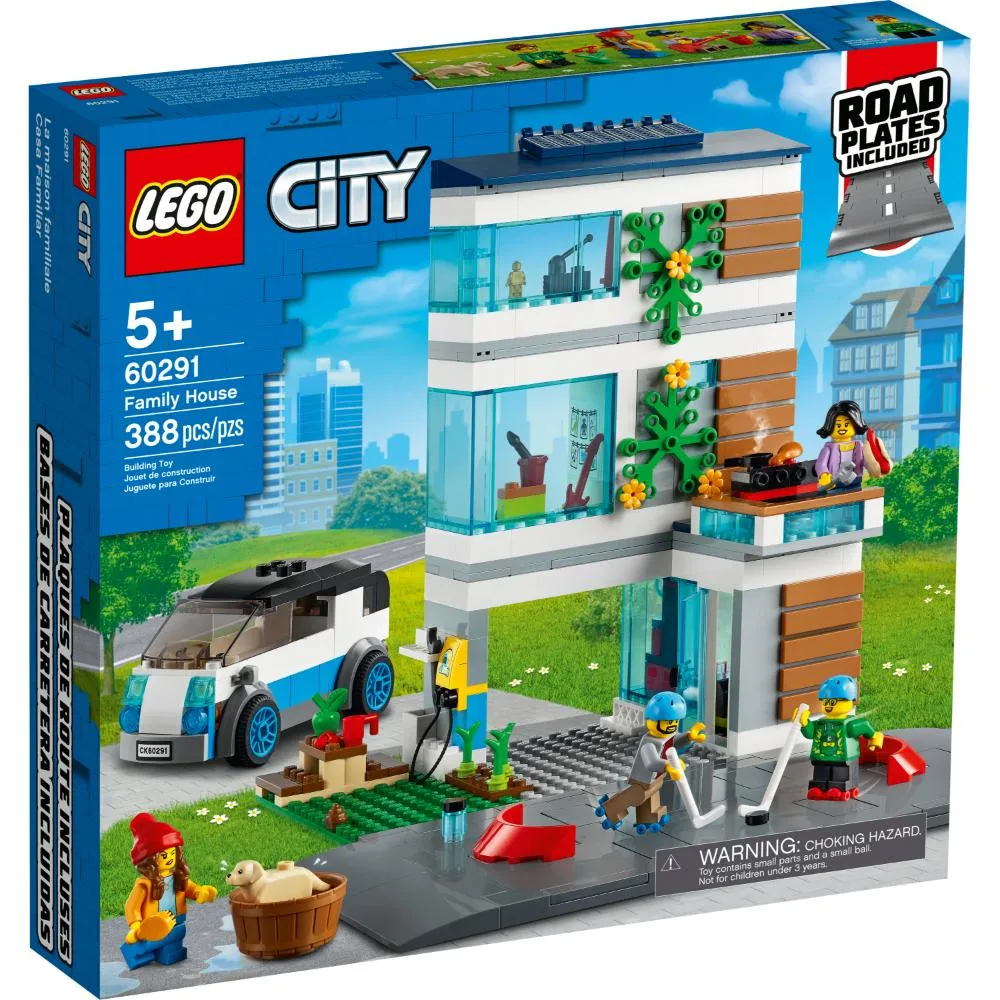 LEGO
60291
LEGO
CITY
60291
La maison familiale
Casa Familiar
PLAQUES DE ROUTE INCLUSES
BASES DE CARRETERA INCLUIDAS
LEGO
CITY
5+
60291
Family House
388 pcs/pzs
Building Toy
Jouet de construction
Juguete para Construir
ROAD
PLATES
INCLUDED
CK60291
WARNING: CHOKING HAZARD.
Toy contains small parts and a small ball.
Not for children under 3 years.